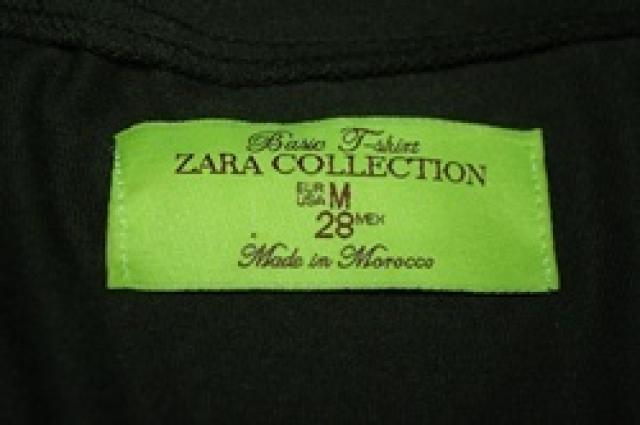 Basic T-shirt
ZARA COLLECTION
EUR USA M
28 MEX
Made in Morocco